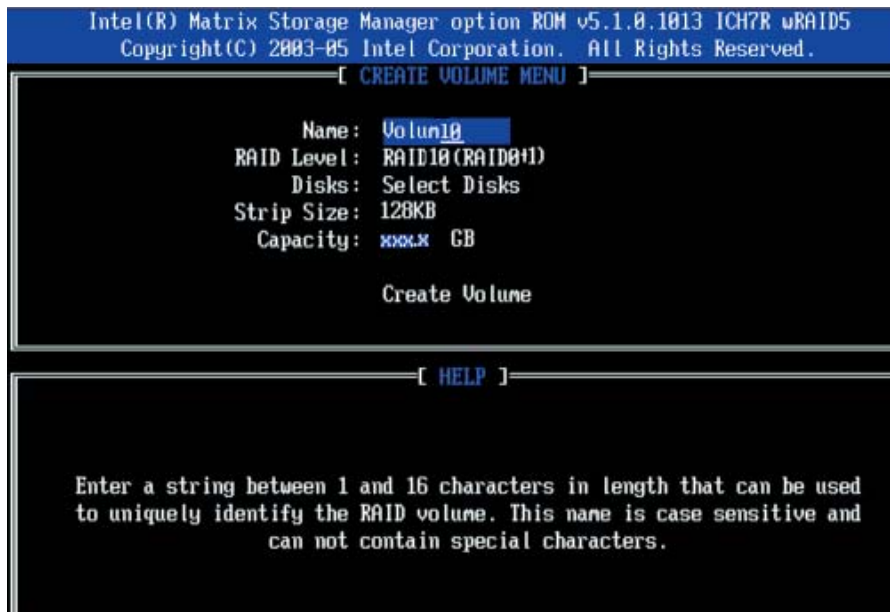 Intel(R) Matrix Storage Manager option ROM v5.1.0.1013 ICH7R wRAID5
Copyright(C) 2003-05 Intel Corporation. All Rights Reserved.
[ CREATE VOLUME MENU ]
Name: Volum10
RAID Level: RAID10(RAID0+1)
Disks: Select Disks
Strip Size: 128KB
Capacity: xxx.x GB
Create Volume
[ HELP ]
Enter a string between 1 and 16 characters in length that can be used
to uniquely identify the RAID volume. This name is case sensitive and
can not contain special characters.